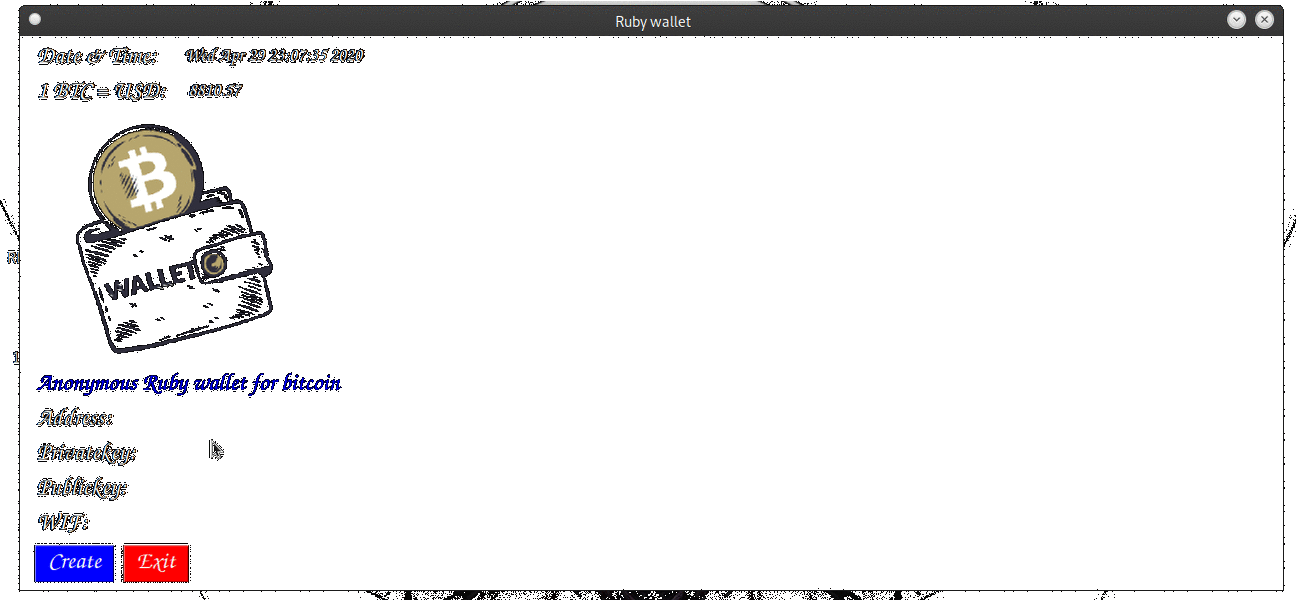 Ruby wallet
Date & Time: Wed Apr 29 23:07:35 2020
1 BTC = USD: 8810.57
WALLET
Anonymous Ruby wallet for bitcoin
Address:
Privatekey:
Publickey:
WIF:
Create Exit